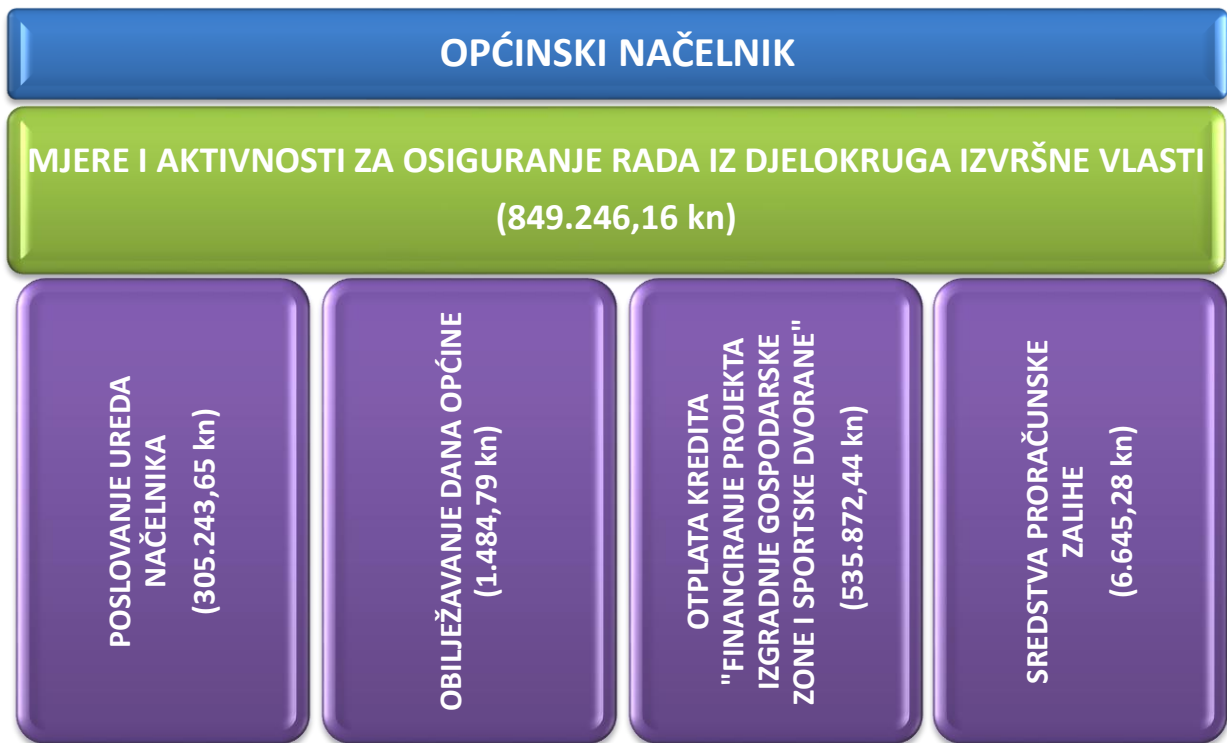 OPĆINSKI NAČELNIK
MJERE I AKTIVNOSTI ZA OSIGURANJE RADA IZ DJELOKRUGA IZVRŠNE VLASTI
(849.246,16 kn)
POSLOVANJE UREDA
NAČELNIKA
(305.243,65 kn)
OBILJEŽAVANJE DANA OPĆINE
(1.484,79 kn)
OTPLATA KREDITA
"FINANCIRANJE PROJEKTA
IZGRADNJE GOSPODARSKE
ZONE I SPORTSKE DVORANE"
(535.872,44 kn)
SREDSTVA PRORAČUNSKE
ZALIHE
(6.645,28 kn)